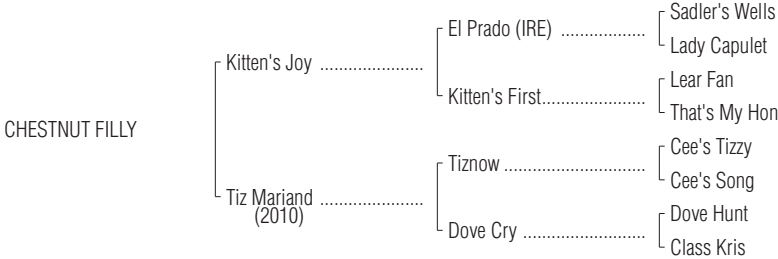 Sadler's Wells
El Prado (IRE) ......................
Lady Capulet
Kitten's Joy ......................
Lear Fan
Kitten's First...........................
That's My Hon
CHESTNUT FILLY
Cee's Tizzy
Tiznow .....................................
Cee's Song
Tiz Mariand ......................
(2010)
Dove Hunt
Dove Cry ................................
Class Kris